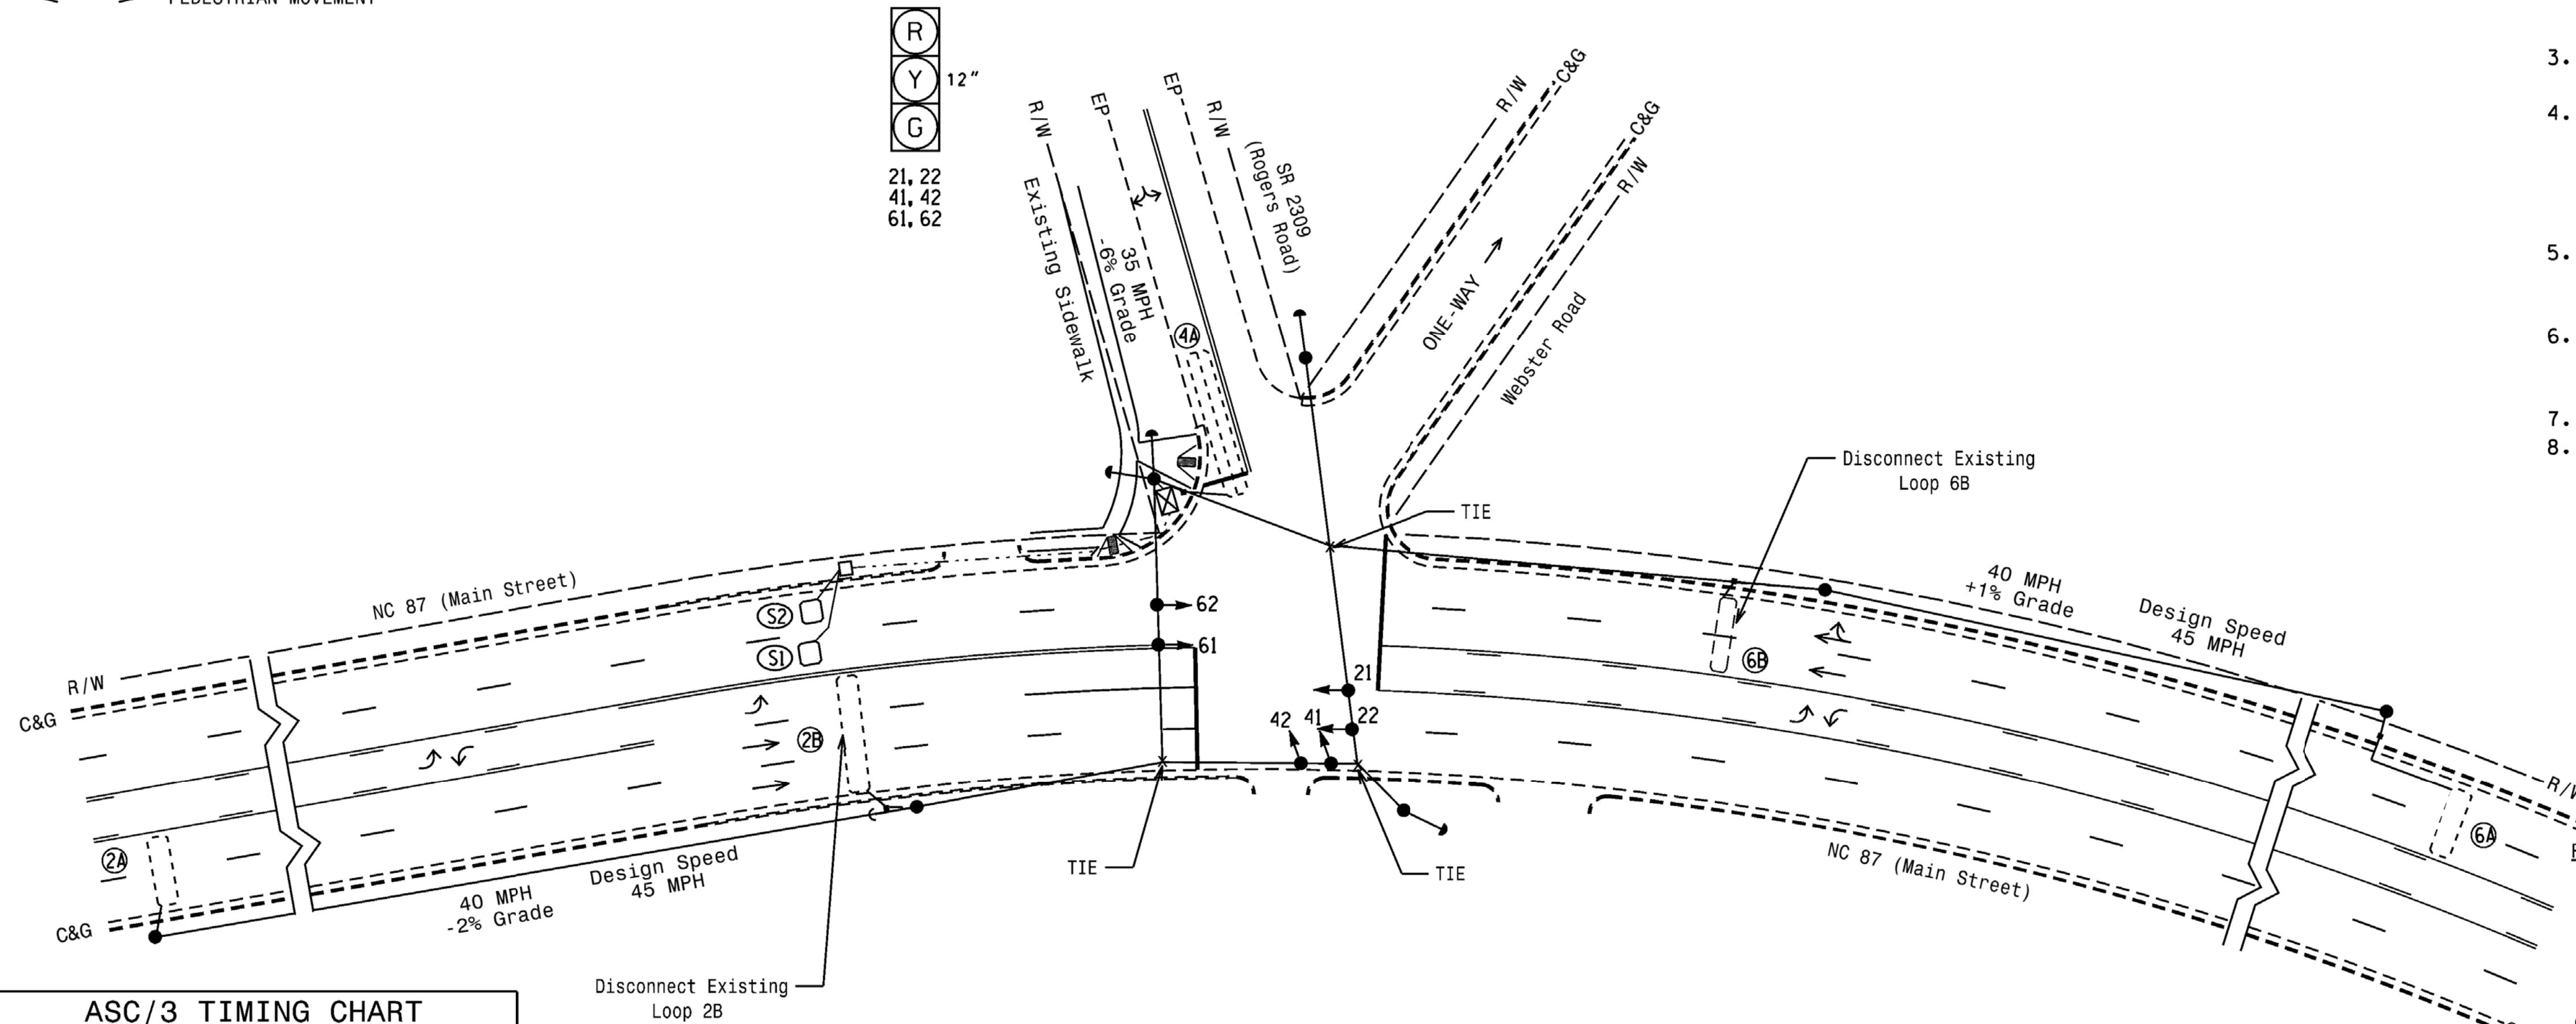 PEDESTRIAN MOVEMENT
R
Y
G
12"
21, 22
41, 42
61, 62
3.
4.
5.
6.
7.
8.
R/W
EP
EP
R/W
SR 2309
(Rogers Road)
R/W
C&G
C&G
R/W
Existing Sidewalk
35 MPH
-6% Grade
4A
ONE-WAY
Webster Road
Disconnect Existing
Loop 6B
TIE
NC 87 (Main Street)
S2
S1
62
61
21
22
42
41
6B
40 MPH
+1% Grade
Design Speed
45 MPH
R/W
C&G
2B
2A
C&G
40 MPH
-2% Grade
Design Speed
45 MPH
TIE
TIE
NC 87 (Main Street)
R/W
6A
Disconnect Existing
Loop 2B
ASC/3 TIMING CHART